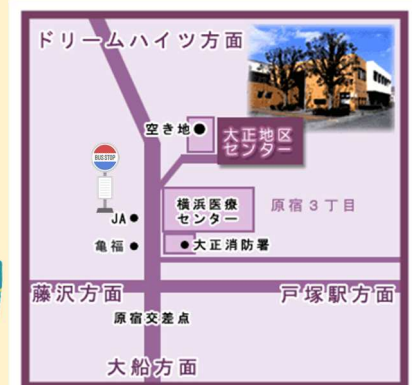 ドリームハイツ方面
空き地
大正地区
センター
BUS STOP
横浜医療
センター
原宿3丁目
JA
亀福
大正消防署
藤沢方面
戸塚駅方面
原宿交差点
大船方面